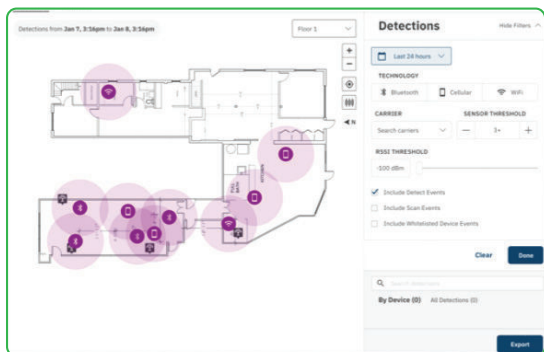 Detections from Jan 7, 3:56pm to Jan 8, 3:56pm
Floor 1
N
KITCHEN
Detections
Hide Filters
Last 24 hours
TECHNOLOGY
Bluetooth
Cellular
WiFi
CARRIER
SENSOR THRESHOLD
Search carriers
1+
RSSI THRESHOLD
-100 dBm
Include Detect Events
Include Scan Events
Include Whitelisted Device Events
Clear
Done
By Device (0)
All Detections (0)
Export